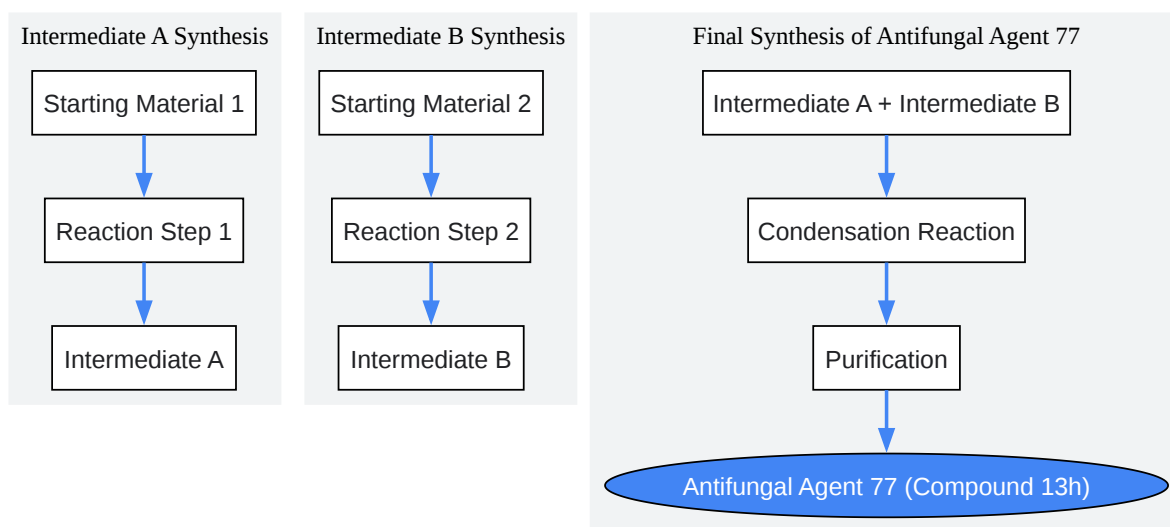 Intermediate A Synthesis
Starting Material 1
Reaction Step 1
Intermediate A
Intermediate B Synthesis
Starting Material 2
Reaction Step 2
Intermediate B
Final Synthesis of Antifungal Agent 77
Intermediate A + Intermediate B
Condensation Reaction
Purification
Antifungal Agent 77 (Compound 13h)